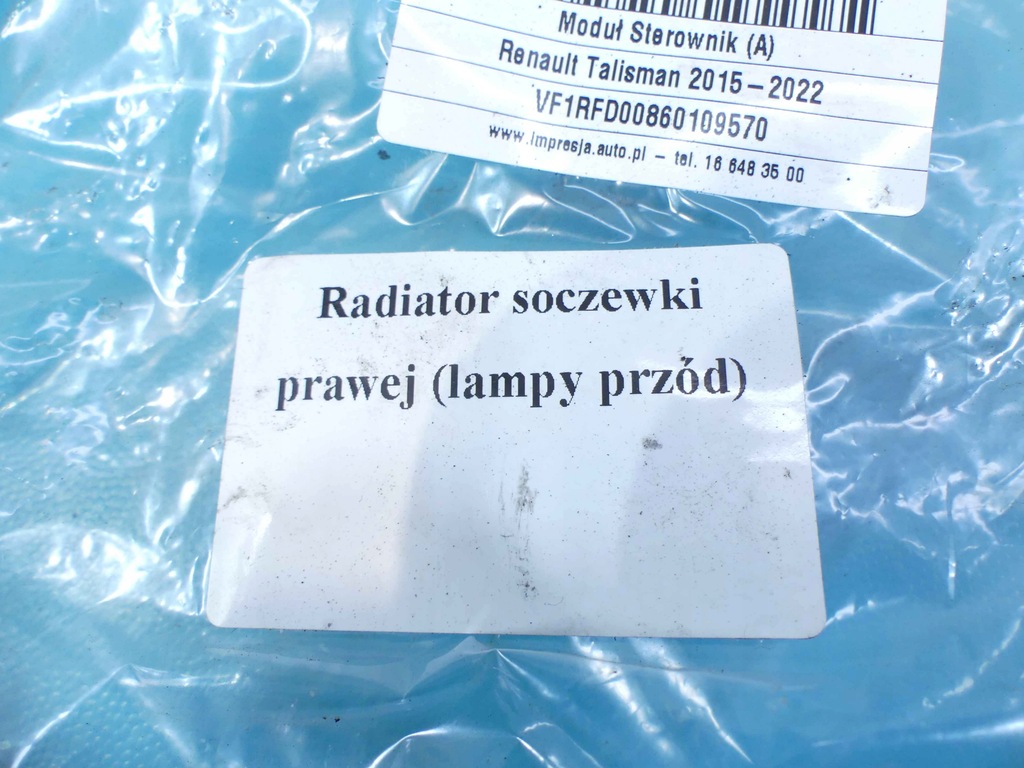 Moduł Sterownik (A)
Renault Talisman 2015-2022
VF1RFD00860109570
www.impresja.auto.pl - tel. 16 648 35 00
Radiator soczewki
prawej (lampy przód)